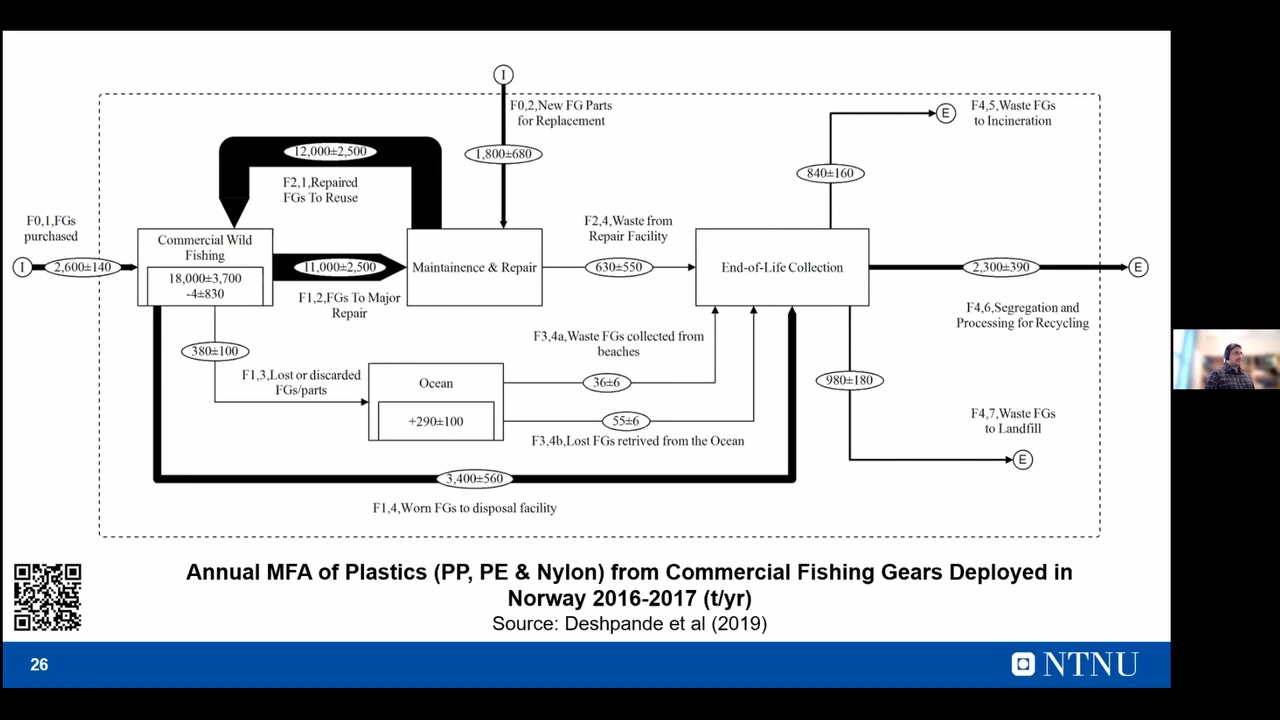 I
F0,2,New FG Parts
for Replacement
1,800±680
12,000±2,500
F2,1,Repaired
FGs To Reuse
F0,1,FGs
purchased
I
2,600±140
Commercial Wild
Fishing
18,000±3,700
-4±830
11,000±2,500
F1,2,FGs To Major
Repair
Maintainence & Repair
F2,4,Waste from
Repair Facility
630±550
End-of-Life Collection
840±160
E
F4,5,Waste FGs
to Incineration
2,300±390
E
F4,6,Segregation and
Processing for Recycling
980±180
F4,7,Waste FGs
to Landfill
E
380±100
F1,3,Lost or discarded
FGs/parts
Ocean
+290±100
F3,4a,Waste FGs collected from
beaches
36±6
55±6
F3,4b,Lost FGs retrived from the Ocean
3,400±560
F1,4,Worn FGs to disposal facility
Annual MFA of Plastics (PP, PE & Nylon) from Commercial Fishing Gears Deployed in
Norway 2016-2017 (t/yr)
Source: Deshpande et al (2019)
26
NTNU